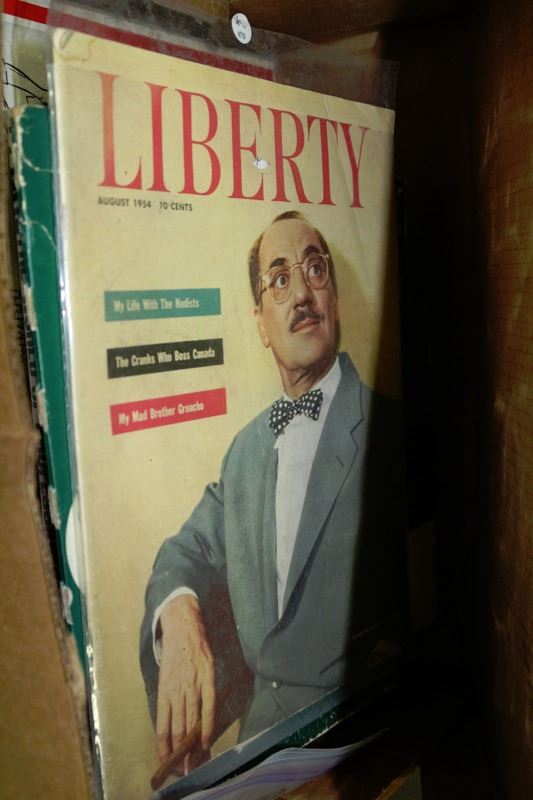 LIBERTY
AUGUST 1954 10 CENTS
My Life With The Nudists
The Cranks Who Boss Canada
My Mad Brother Groucho